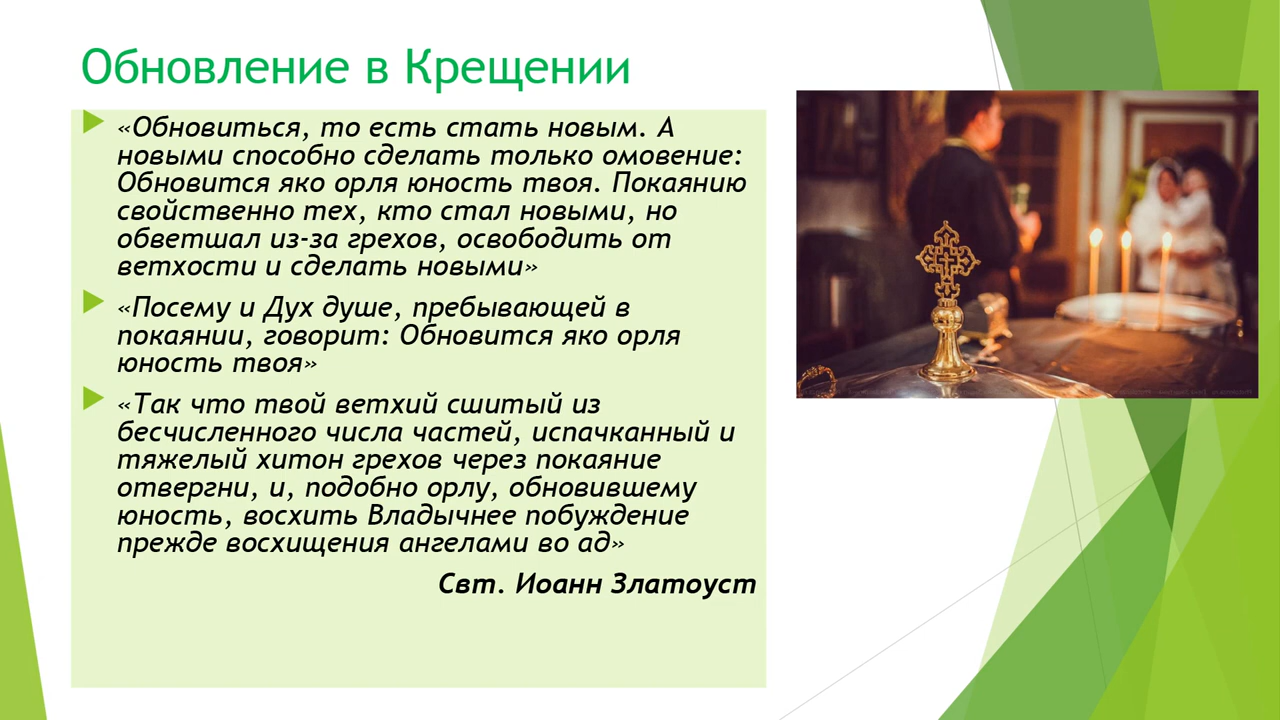 Обновление в Крещении
«Обновиться, то есть стать новым. А
новыми способно сделать только омовение:
Обновится яко орля юность твоя. Покаянию
свойственно тех, кто стал новыми, но
обветшал из-за грехов, освободить от
ветхости и сделать новыми»
«Посему и Дух душе, пребывающей в
покаянии, говорит: Обновится яко орля
юность твоя»
«Так что твой ветхий сшитый из
бесчисленного числа частей, испачканный и
тяжелый хитон грехов через покаяние
отвергни, и, подобно орлу, обновившему
юность, восхить Владычнее побуждение
прежде восхищения ангелами во ад»
Свт. Иоанн Златоуст